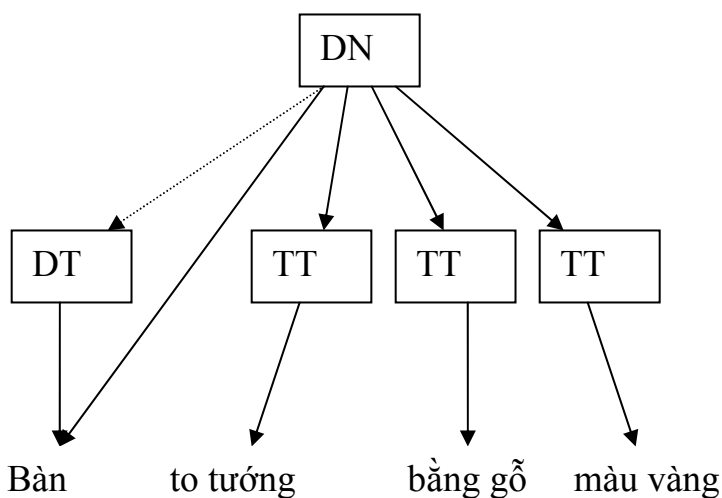 DN
DT TT TT TT
Bàn to tướng bằng gỗ màu vàng